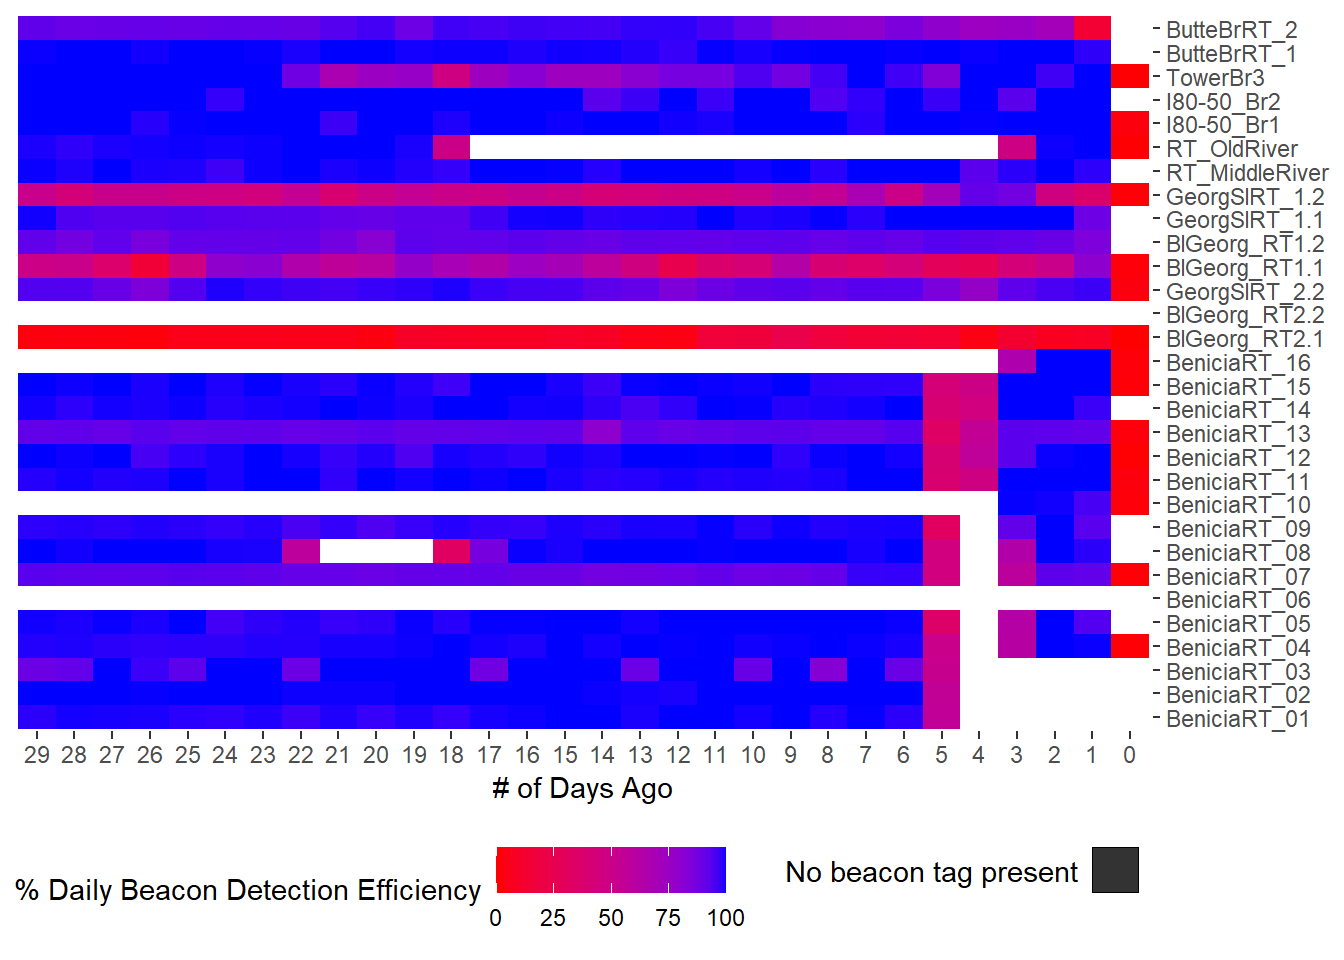 ButteBrRT_2
ButteBrRT_1
TowerBr3
I80-50_Br2
I80-50_Br1
RT_OldRiver
RT_MiddleRiver
GeorgSlRT_1.2
GeorgSlRT_1.1
BlGeorg_RT1.2
BlGeorg_RT1.1
GeorgSlRT_2.2
BlGeorg_RT2.2
BlGeorg_RT2.1
BeniciaRT_16
BeniciaRT_15
BeniciaRT_14
BeniciaRT_13
BeniciaRT_12
BeniciaRT_11
BeniciaRT_10
BeniciaRT_09
BeniciaRT_08
BeniciaRT_07
BeniciaRT_06
BeniciaRT_05
BeniciaRT_04
BeniciaRT_03
BeniciaRT_02
BeniciaRT_01
29 28 27 26 25 24 23 22 21 20 19 18 17 16 15 14 13 12 11 10 9 8 7 6 5 4 3 2 1 0
# of Days Ago
% Daily Beacon Detection Efficiency
0 25 50 75 100
No beacon tag present